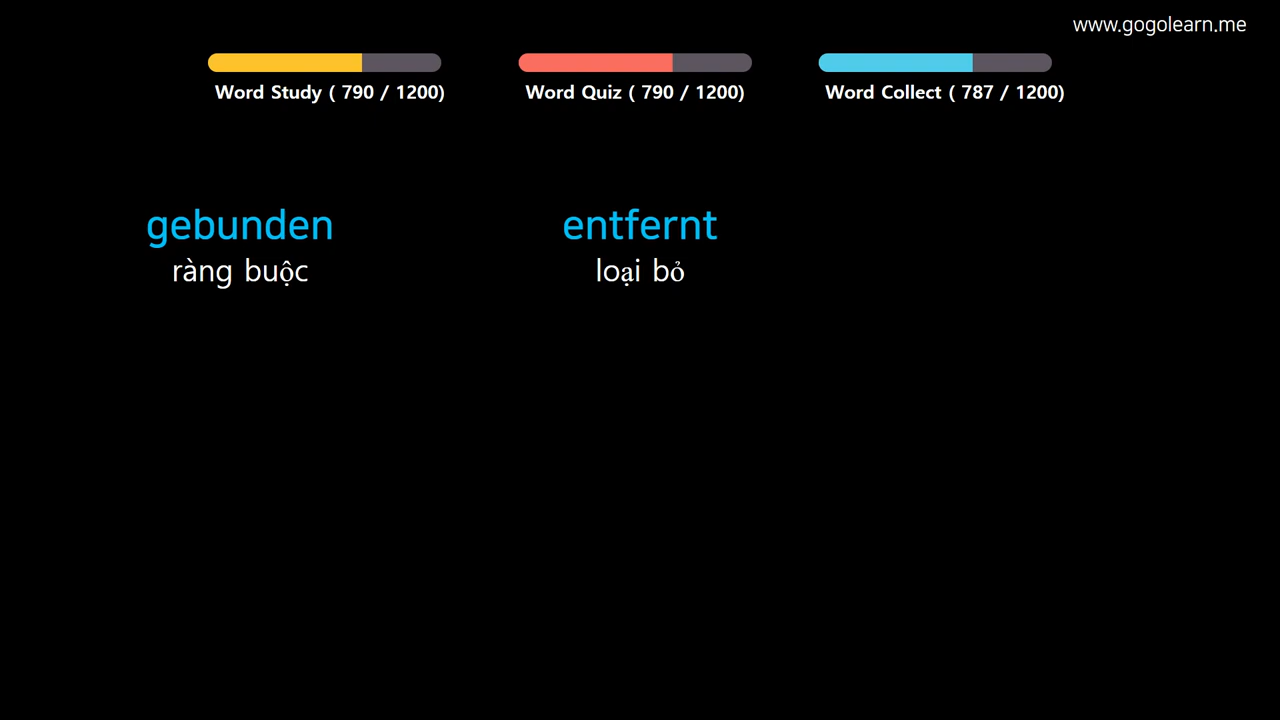 www.gogolearn.me
Word Study ( 790 / 1200)
Word Quiz ( 790 / 1200)
Word Collect ( 787 / 1200)
gebunden
ràng buộc
entfernt
loại bỏ